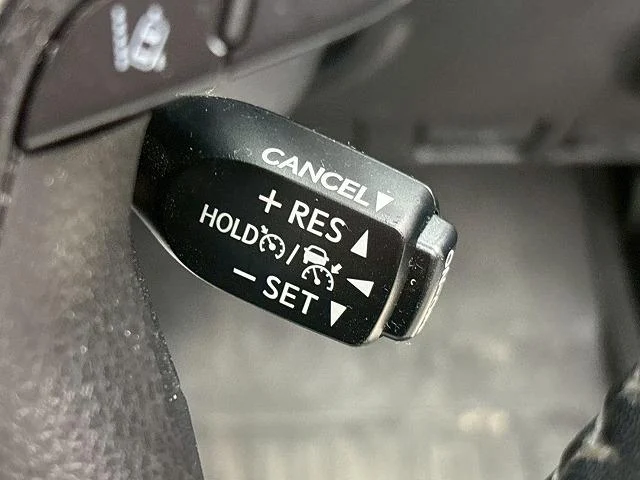 CANCEL▼
+ RES ▲
HOLD /
− SET ▼